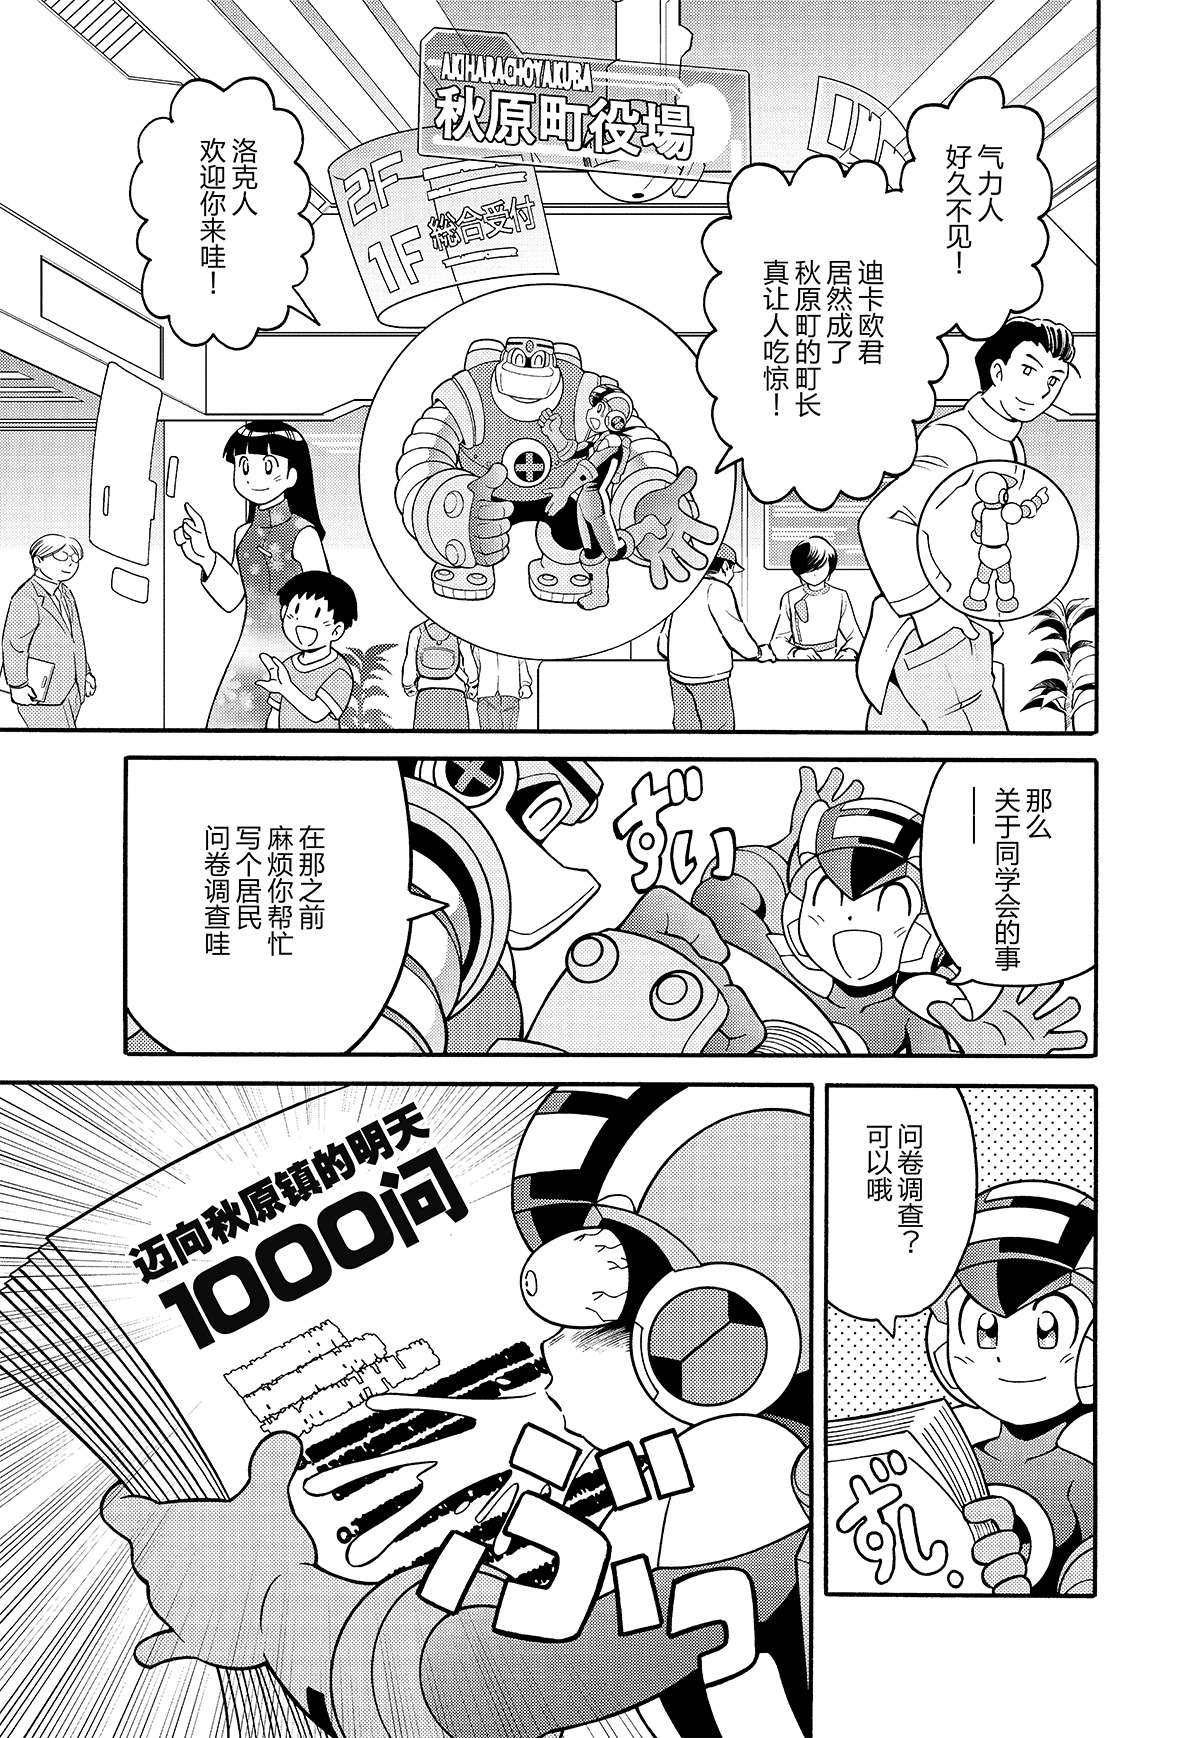 AKIHARACHOYAKUBA
秋原町役場
气力人
好久不见！
迪卡欧君
居然成了
秋原町的町长
真让人吃惊！
2F
1F 総合受付
洛克人
欢迎你来哇！
那么
关于同学会的事
——
ずい
在那之前
麻烦你帮忙
写个居民
问卷调查哇
问卷调查？
可以哦
ずし
迈向秋原镇的明天
1000问
ブーッ